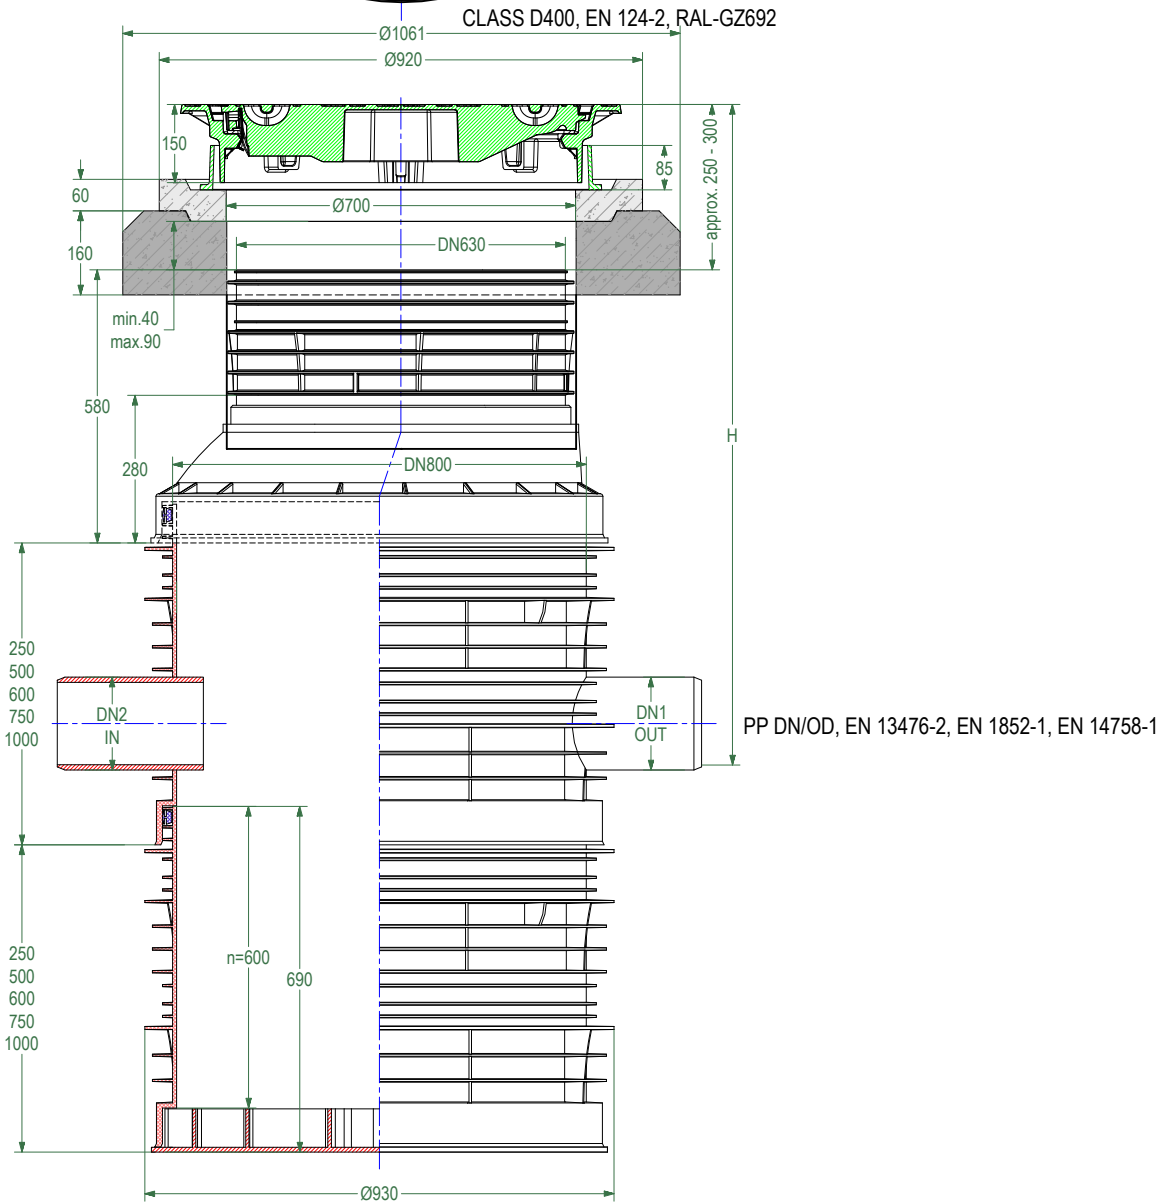 CLASS D400, EN 124-2, RAL-GZ692
Ø1061
Ø920
150
85
approx. 250 - 300
60
Ø700
DN630
160
min.40
max.90
580
280
H
DN800
250
500
600
750
1000
DN2
IN
DN1
OUT
PP DN/OD, EN 13476-2, EN 1852-1, EN 14758-1
250
500
600
750
1000
n=600
690
Ø930